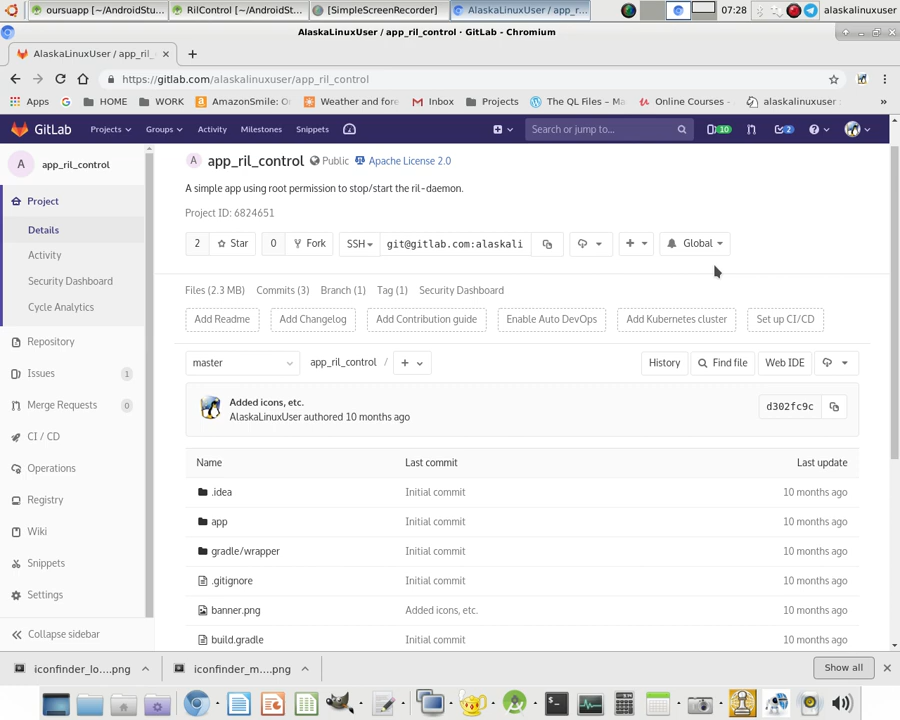 oursuapp [~/AndroidStu...
RilControl [~/AndroidSt...
[SimpleScreenRecorder]
AlaskaLinuxUser / app_r...
07:28
alaskalinuxuser
AlaskaLinuxUser / app_ril_control · GitLab - Chromium
AlaskaLinuxUser / app_ril_
https://gitlab.com/alaskalinuxuser/app_ril_control
Apps
HOME
WORK
AmazonSmile: O
Weather and fore
Inbox
Projects
The QL Files – Ma
Online Courses -
alaskalinuxuser
»
GitLab
Projects
Groups
Activity
Milestones
Snippets
Search or jump to...
10
2
A
app_ril_control
Project
Details
Activity
Security Dashboard
Cycle Analytics
Repository
Issues
1
Merge Requests
0
CI / CD
Operations
Registry
Wiki
Snippets
Settings
Collapse sidebar
A
app_ril_control
Public
Apache License 2.0
A simple app using root permission to stop/start the ril-daemon.
Project ID: 6824651
2
Star
0
Fork
SSH
git@gitlab.com:alaskali
Global
Files (2.3 MB)
Commits (3)
Branch (1)
Tag (1)
Security Dashboard
Add Readme
Add Changelog
Add Contribution guide
Enable Auto DevOps
Add Kubernetes cluster
Set up CI/CD
master
app_ril_control /
History
Find file
Web IDE
Added icons, etc.
AlaskaLinuxUser authored 10 months ago
d302fc9c
Name
Last commit
Last update
.idea
Initial commit
10 months ago
app
Initial commit
10 months ago
gradle/wrapper
Initial commit
10 months ago
.gitignore
Initial commit
10 months ago
banner.png
Added icons, etc.
10 months ago
build.gradle
Initial commit
10 months ago
iconfinder_lo....png
iconfinder_m....png
Show all